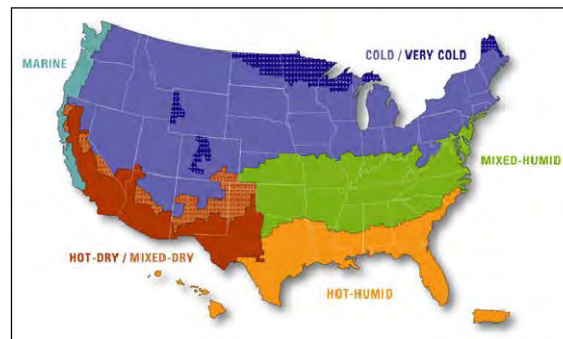 MARINE
COLD / VERY COLD
MIXED-HUMID
HOT-DRY / MIXED-DRY
HOT-HUMID